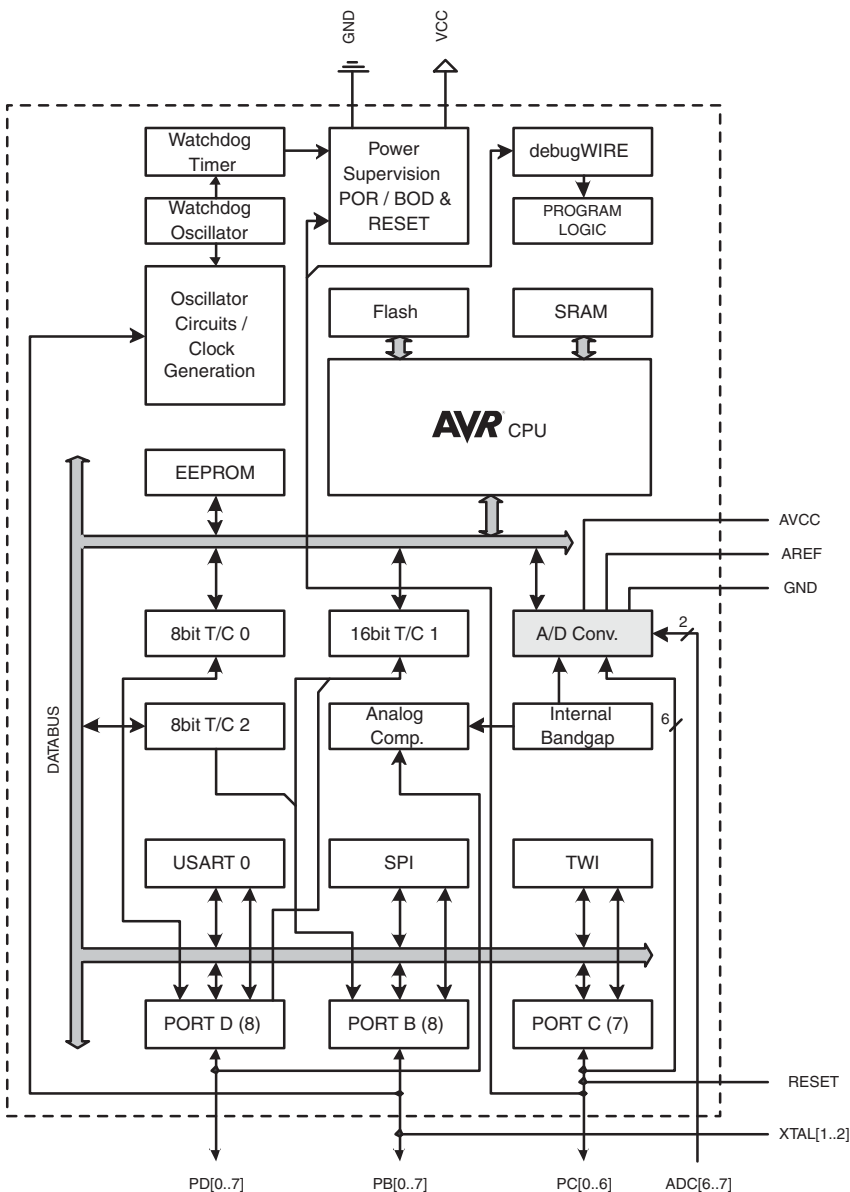 GND
VCC
Watchdog
Timer
Power
Supervision
POR / BOD &
RESET
debugWIRE
Watchdog
Oscillator
PROGRAM
LOGIC
Oscillator
Circuits /
Clock
Generation
Flash
SRAM
AVR® CPU
EEPROM
AVCC
AREF
GND
8bit T/C 0
16bit T/C 1
A/D Conv.
2
8bit T/C 2
Analog
Comp.
Internal
Bandgap
6
DATABUS
USART 0
SPI
TWI
PORT D (8)
PORT B (8)
PORT C (7)
RESET
XTAL[1..2]
PD[0..7]
PB[0..7]
PC[0..6]
ADC[6..7]